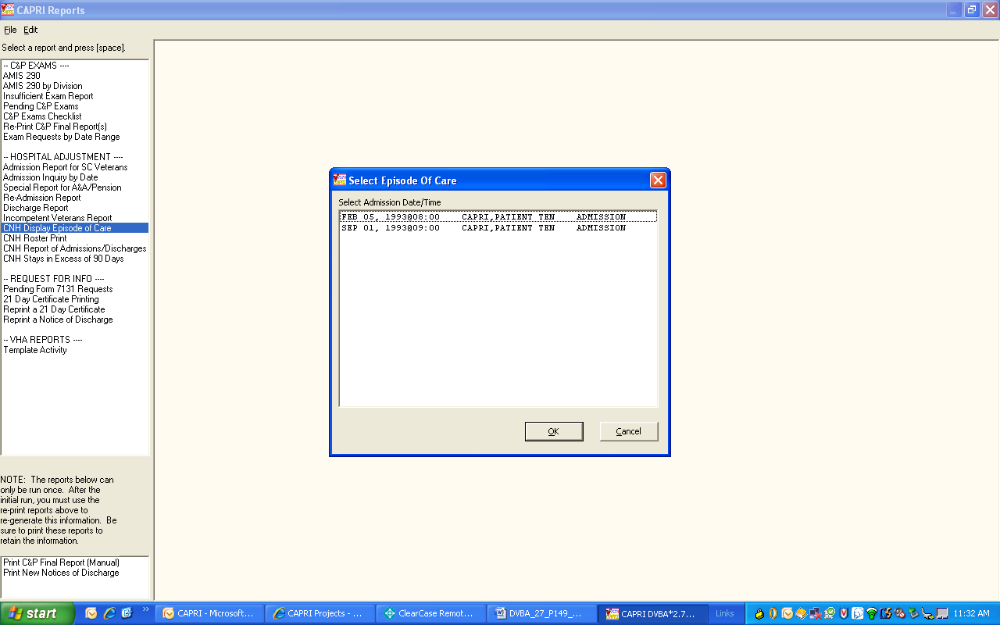 CAPRI Reports
File Edit
Select a report and press [space].
-- C&P EXAMS ----
AMIS 290
AMIS 290 by Division
Insufficient Exam Report
Pending C&P Exams
C&P Exams Checklist
Re-Print C&P Final Report(s)
Exam Requests by Date Range
-- HOSPITAL ADJUSTMENT ----
Admission Report for SC Veterans
Admission Inquiry by Date
Special Report for A&A/Pension
Re-Admission Report
Discharge Report
Incompetent Veterans Report
CNH Display Episode of Care
CNH Roster Print
CNH Report of Admissions/Discharges
CNH Stays in Excess of 90 Days
-- REQUEST FOR INFO ----
Pending Form 7131 Requests
21 Day Certificate Printing
Reprint a 21 Day Certificate
Reprint a Notice of Discharge
-- VHA REPORTS ----
Template Activity
NOTE: The reports below can
only be run once. After the
initial run, you must use the
re-print reports above to
re-generate this information. Be
sure to print these reports to
retain the information.
Print C&P Final Report (Manual)
Print New Notices of Discharge
Select Episode Of Care
Select Admission Date/Time
FEB 05, 1993@08:00 CAPRI,PATIENT TEN ADMISSION
SEP 01, 1993@09:00 CAPRI,PATIENT TEN ADMISSION
OK Cancel
start CAPRI - Microsoft... CAPRI Projects - ... ClearCase Remot... DVBA_27_P149_... CAPRI DVBA*2.7... Links 11:32 AM